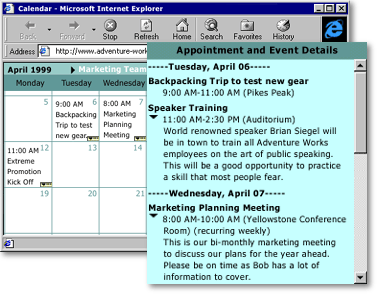 Calendar - Microsoft Internet Explorer
Back Forward Stop Refresh Home Search Favorites History
Address http://www.adventure-work
April 1999 Marketing Team
Monday Tuesday Wednesday
5 6 7
9:00 AM
Backpacking
Trip to test
new gear
8:00 AM
Marketing
Planning
Meeting
12 13 14
11:00 AM
Extreme
Promotion
Kick Off
19 20 21
Appointment and Event Details
-----Tuesday, April 06-----
Backpacking Trip to test new gear
9:00 AM-11:00 AM (Pikes Peak)
Speaker Training
11:00 AM-2:30 PM (Auditorium)
World renowned speaker Brian Siegel will
be in town to train all Adventure Works
employees on the art of public speaking.
This will be a good opportunity to practice
a skill that most people fear.
-----Wednesday, April 07-----
Marketing Planning Meeting
8:00 AM-10:00 AM (Yellowstone Conference
Room) (recurring weekly)
This is our bi-monthly marketing meeting
to discuss our plans for the year ahead.
Please be on time as Bob has a lot of
information to cover.